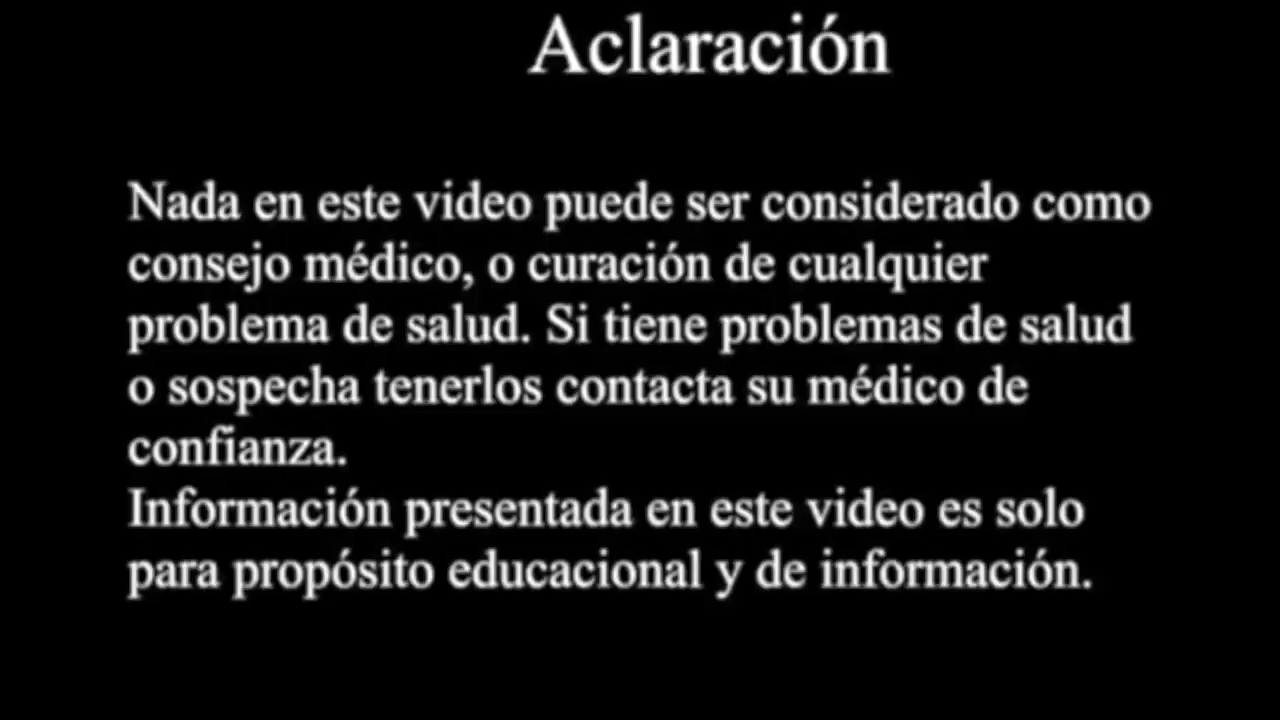 Aclaración
Nada en este video puede ser considerado como
consejo médico, o curación de cualquier
problema de salud. Si tiene problemas de salud
o sospecha tenerlos contacta su médico de
confianza.
Información presentada en este video es solo
para propósito educacional y de información.